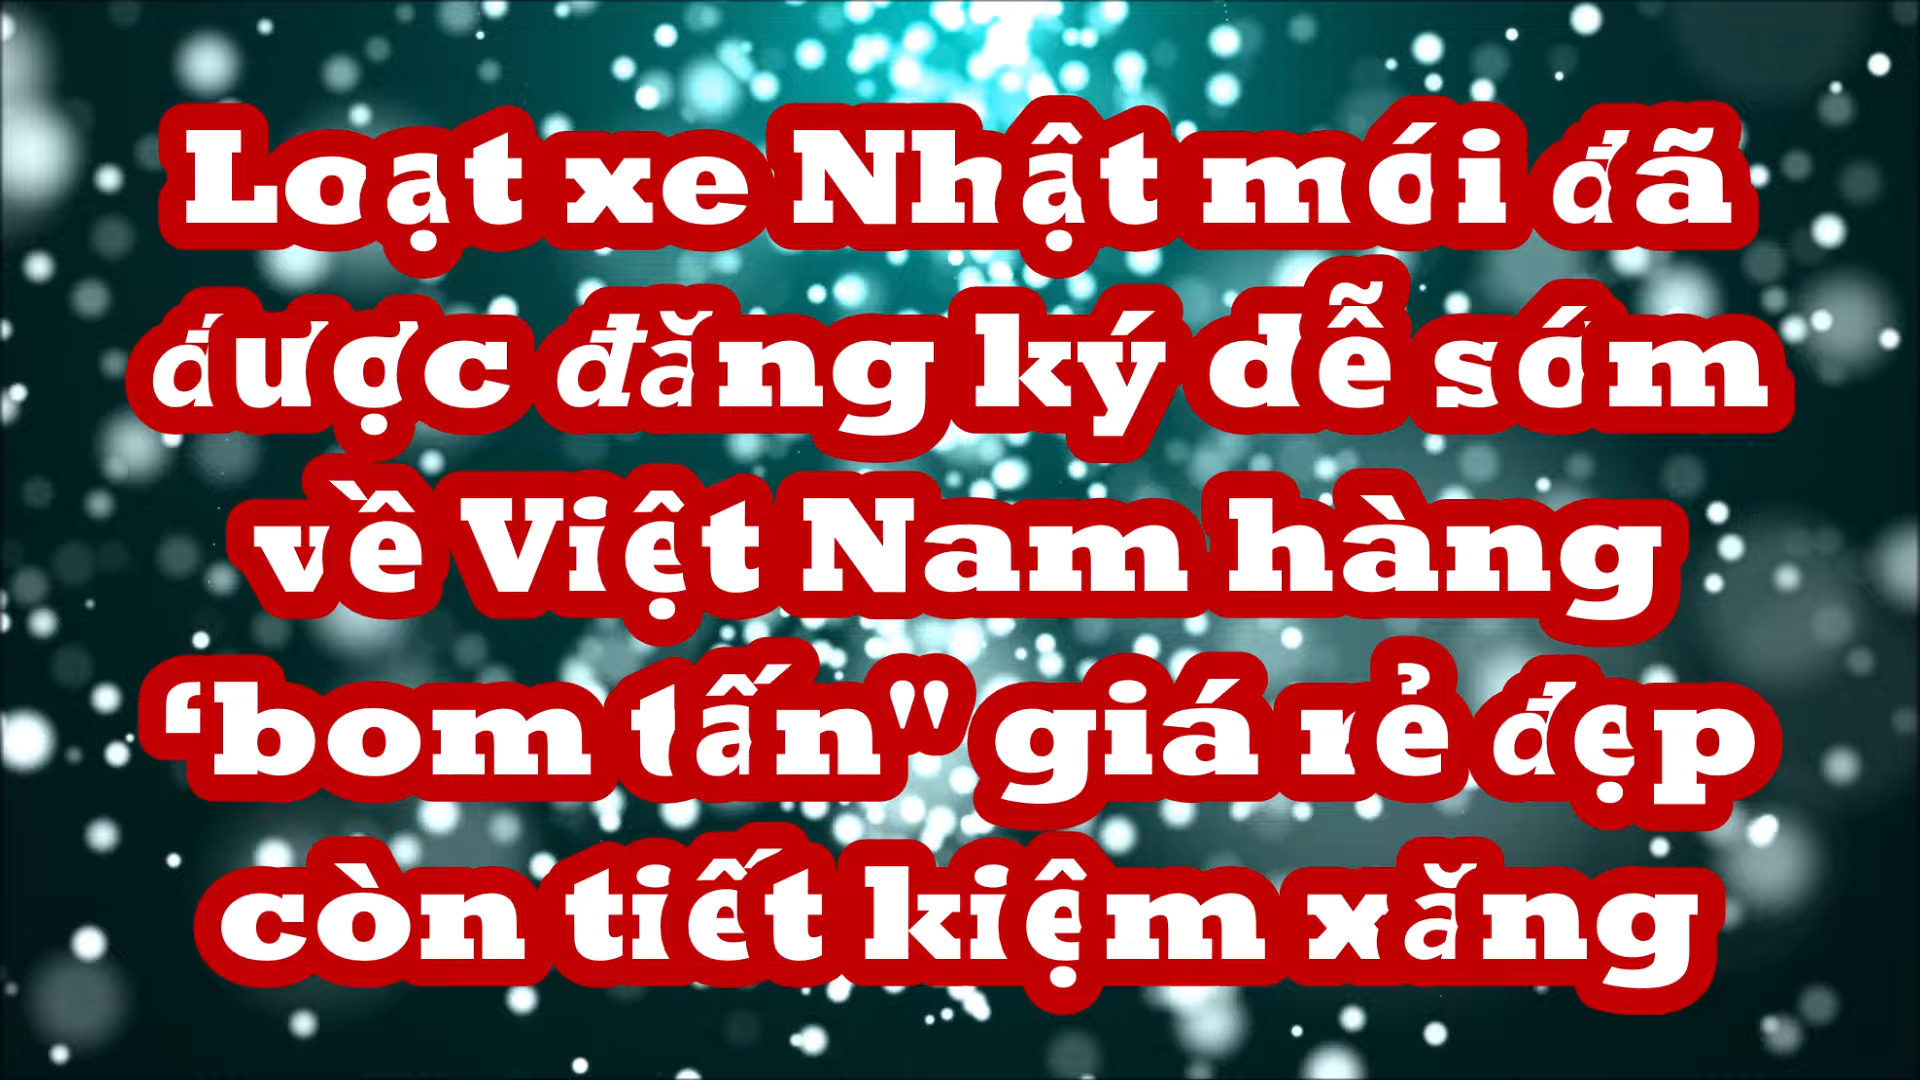 Loạt xe Nhật mới đã
được đăng ký dễ sớm
về Việt Nam hàng
‘bom tấn" giá rẻ đẹp
còn tiết kiệm xăng